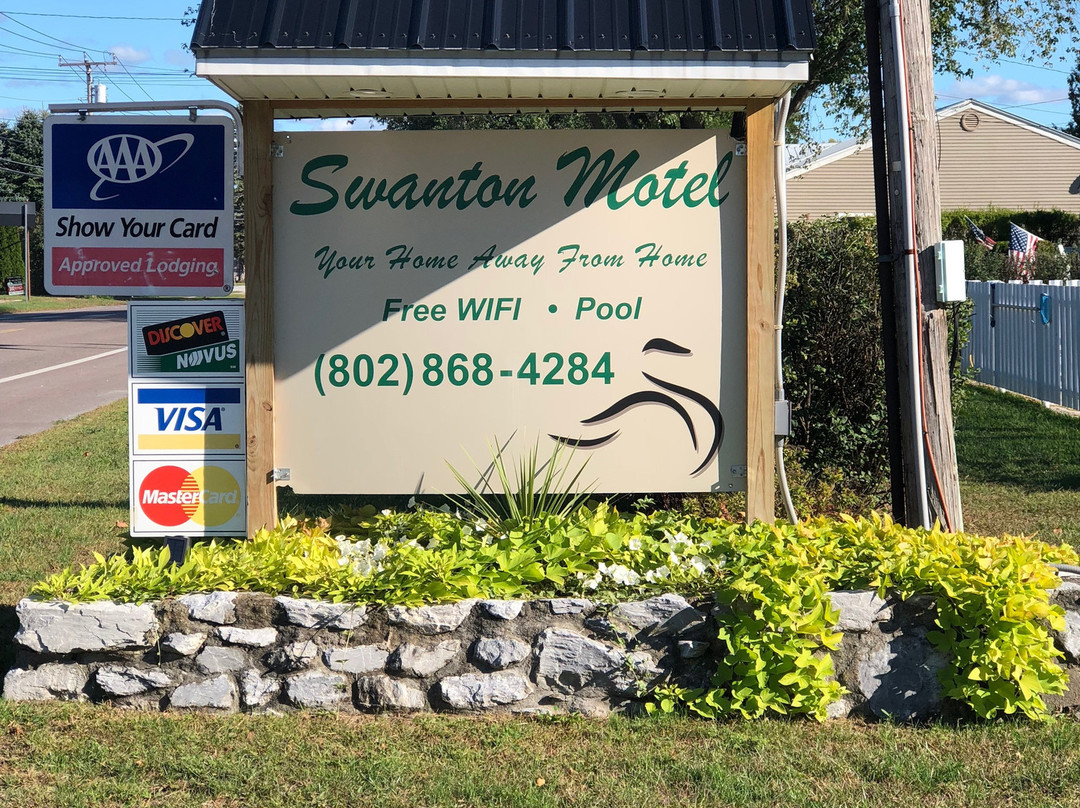 AAA
Show Your Card
Approved Lodging
DISCOVER
NOVUS
VISA
MasterCard
Swanton Motel
Your Home Away From Home
Free WIFI • Pool
(802) 868-4284